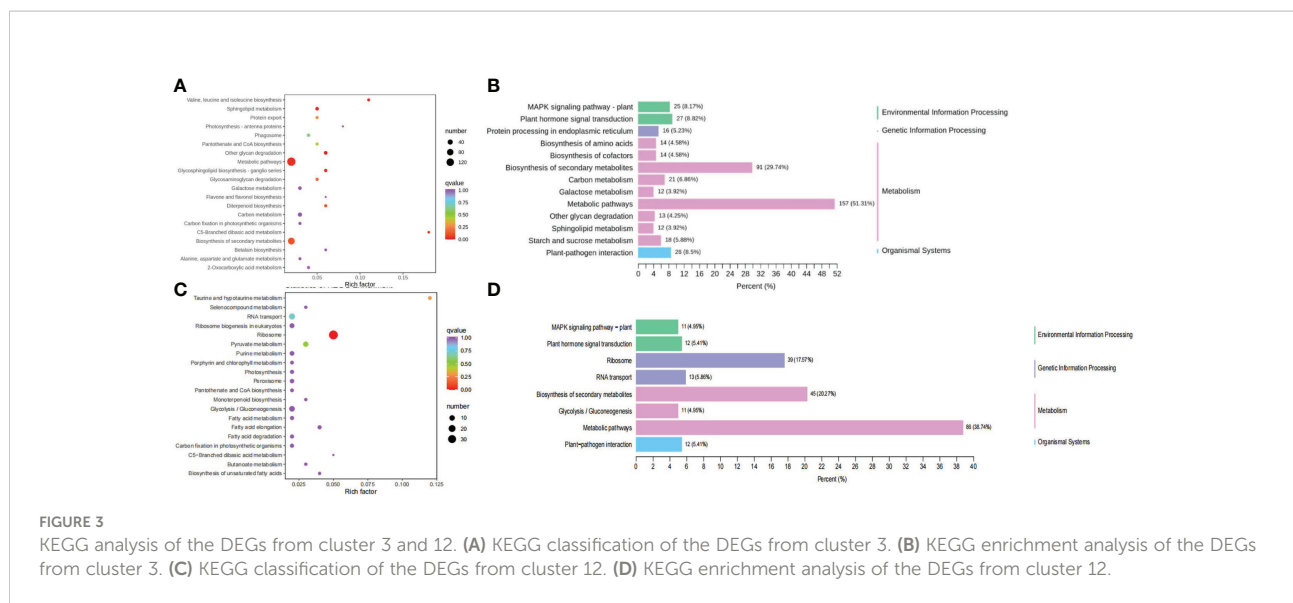 A
Valine, leucine and isoleucine biosynthesis
Sphingolipid metabolism
Protein export
Photosynthesis - antenna proteins
Phagosome
Pantothenate and CoA biosynthesis
Other glycan degradation
Metabolic pathways
Glycosphingolipid biosynthesis - ganglio series
Glycosaminoglycan degradation
Galactose metabolism
Flavone and flavonol biosynthesis
Diterpenoid biosynthesis
Carbon metabolism
Carbon fixation in photosynthetic organisms
C5-Branched dibasic acid metabolism
Biosynthesis of secondary metabolites
Betalain biosynthesis
Alanine, aspartate and glutamate metabolism
2-Oxocarboxylic acid metabolism
0.05 0.10 0.15
Rich factor
number
40
80
120
qvalue
1.00
0.75
0.50
0.25
0.00
B
MAPK signaling pathway - plant 25 (8.17%)
Plant hormone signal transduction 27 (8.82%)
Protein processing in endoplasmic reticulum 16 (5.23%)
Biosynthesis of amino acids 14 (4.58%)
Biosynthesis of cofactors 14 (4.58%)
Biosynthesis of secondary metabolites 91 (29.74%)
Carbon metabolism 21 (6.86%)
Galactose metabolism 12 (3.92%)
Metabolic pathways 157 (51.31%)
Other glycan degradation 13 (4.25%)
Sphingolipid metabolism 12 (3.92%)
Starch and sucrose metabolism 18 (5.88%)
Plant-pathogen interaction 26 (8.5%)
0 4 8 12 16 20 24 28 32 36 40 44 48 52
Percent (%)
Environmental Information Processing
Genetic Information Processing
Metabolism
Organismal Systems
C
Taurine and hypotaurine metabolism
Selenocompound metabolism
RNA transport
Ribosome biogenesis in eukaryotes
Ribosome
Pyruvate metabolism
Purine metabolism
Porphyrin and chlorophyll metabolism
Photosynthesis
Peroxisome
Pantothenate and CoA biosynthesis
Monoterpenoid biosynthesis
Glycolysis / Gluconeogenesis
Fatty acid metabolism
Fatty acid elongation
Fatty acid degradation
Carbon fixation in photosynthetic organisms
C5-Branched dibasic acid metabolism
Butanoate metabolism
Biosynthesis of unsaturated fatty acids
0.025 0.050 0.075 0.100 0.125
Rich factor
qvalue
1.00
0.75
0.50
0.25
0.00
number
10
20
30
D
MAPK signaling pathway - plant 11 (4.95%)
Plant hormone signal transduction 12 (5.41%)
Ribosome 39 (17.57%)
RNA transport 13 (5.86%)
Biosynthesis of secondary metabolites 45 (20.27%)
Glycolysis / Gluconeogenesis 11 (4.95%)
Metabolic pathways 86 (38.74%)
Plant-pathogen interaction 12 (5.41%)
0 2 4 6 8 10 12 14 16 18 20 22 24 26 28 30 32 34 36 38 40
Percent (%)
Environmental Information Processing
Genetic Information Processing
Metabolism
Organismal Systems
FIGURE 3
KEGG analysis of the DEGs from cluster 3 and 12. (A) KEGG classification of the DEGs from cluster 3. (B) KEGG enrichment analysis of the DEGs
from cluster 3. (C) KEGG classification of the DEGs from cluster 12. (D) KEGG enrichment analysis of the DEGs from cluster 12.